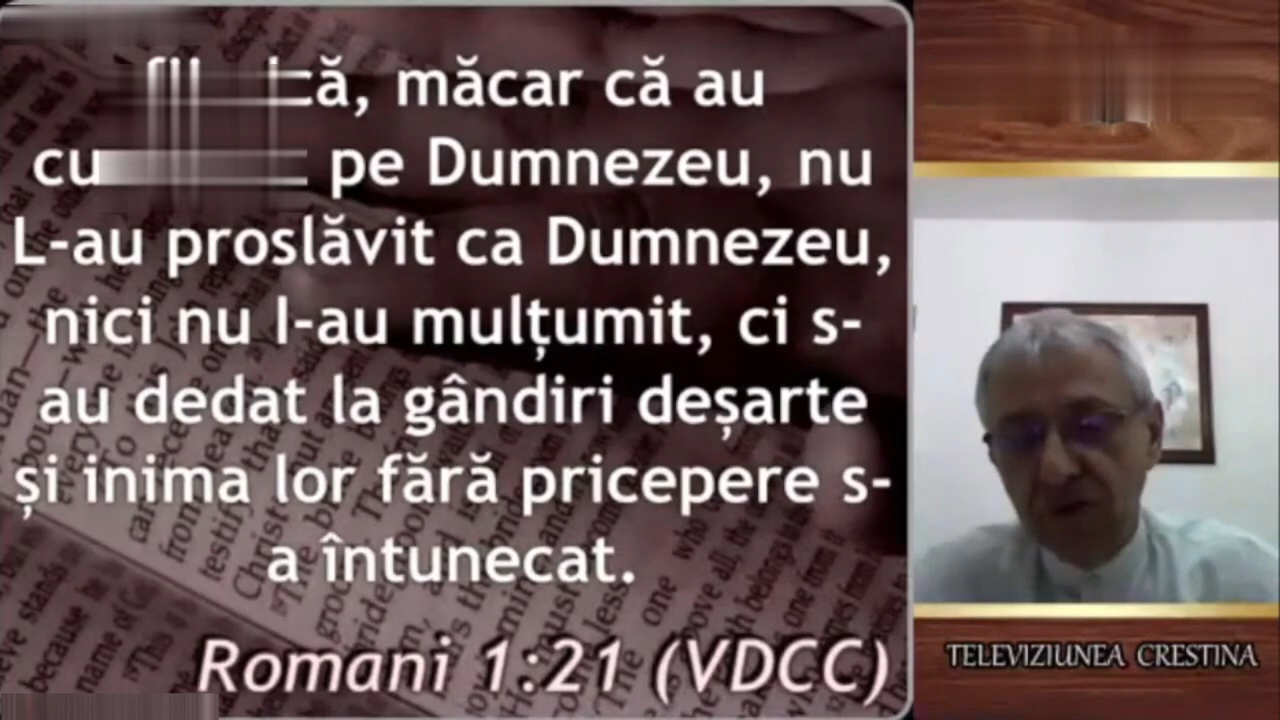 măcar că au
pe Dumnezeu, nu
L-au proslăvit ca Dumnezeu,
nici nu I-au mulțumit, ci s-
au dedat la gândiri deșarte
și inima lor fără pricepere s-
a întunecat.
Romani 1:21 (VDCC)
TELEVIZIUNEA CRESTINA